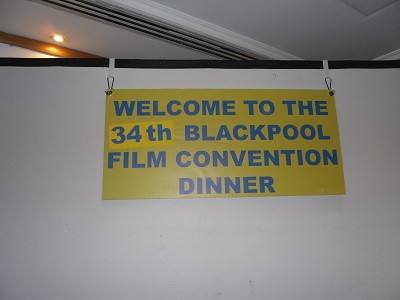 WELCOME TO THE
34th BLACKPOOL
FILM CONVENTION
DINNER